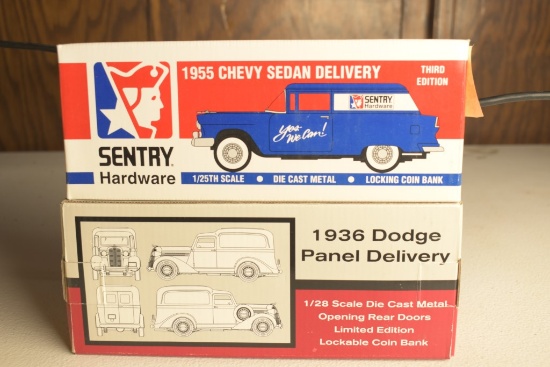 1955 CHEVY SEDAN DELIVERY
THIRD
EDITION
SENTRY
Hardware
Yes
We Can!
SENTRY
Hardware
1/25TH SCALE • DIE CAST METAL • LOCKING COIN BANK
1936 Dodge
Panel Delivery
1/28 Scale Die Cast Metal
Opening Rear Doors
Limited Edition
Lockable Coin Bank